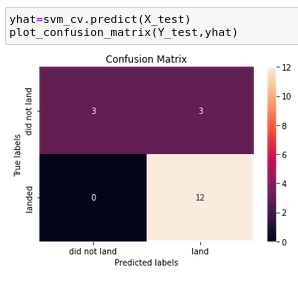 yhat=svm_cv.predict(X_test)
plot_confusion_matrix(Y_test,yhat)
Confusion Matrix
12
10
8
6
4
2
0
True labels
did not land
landed
3
3
0
12
did not land
land
Predicted labels